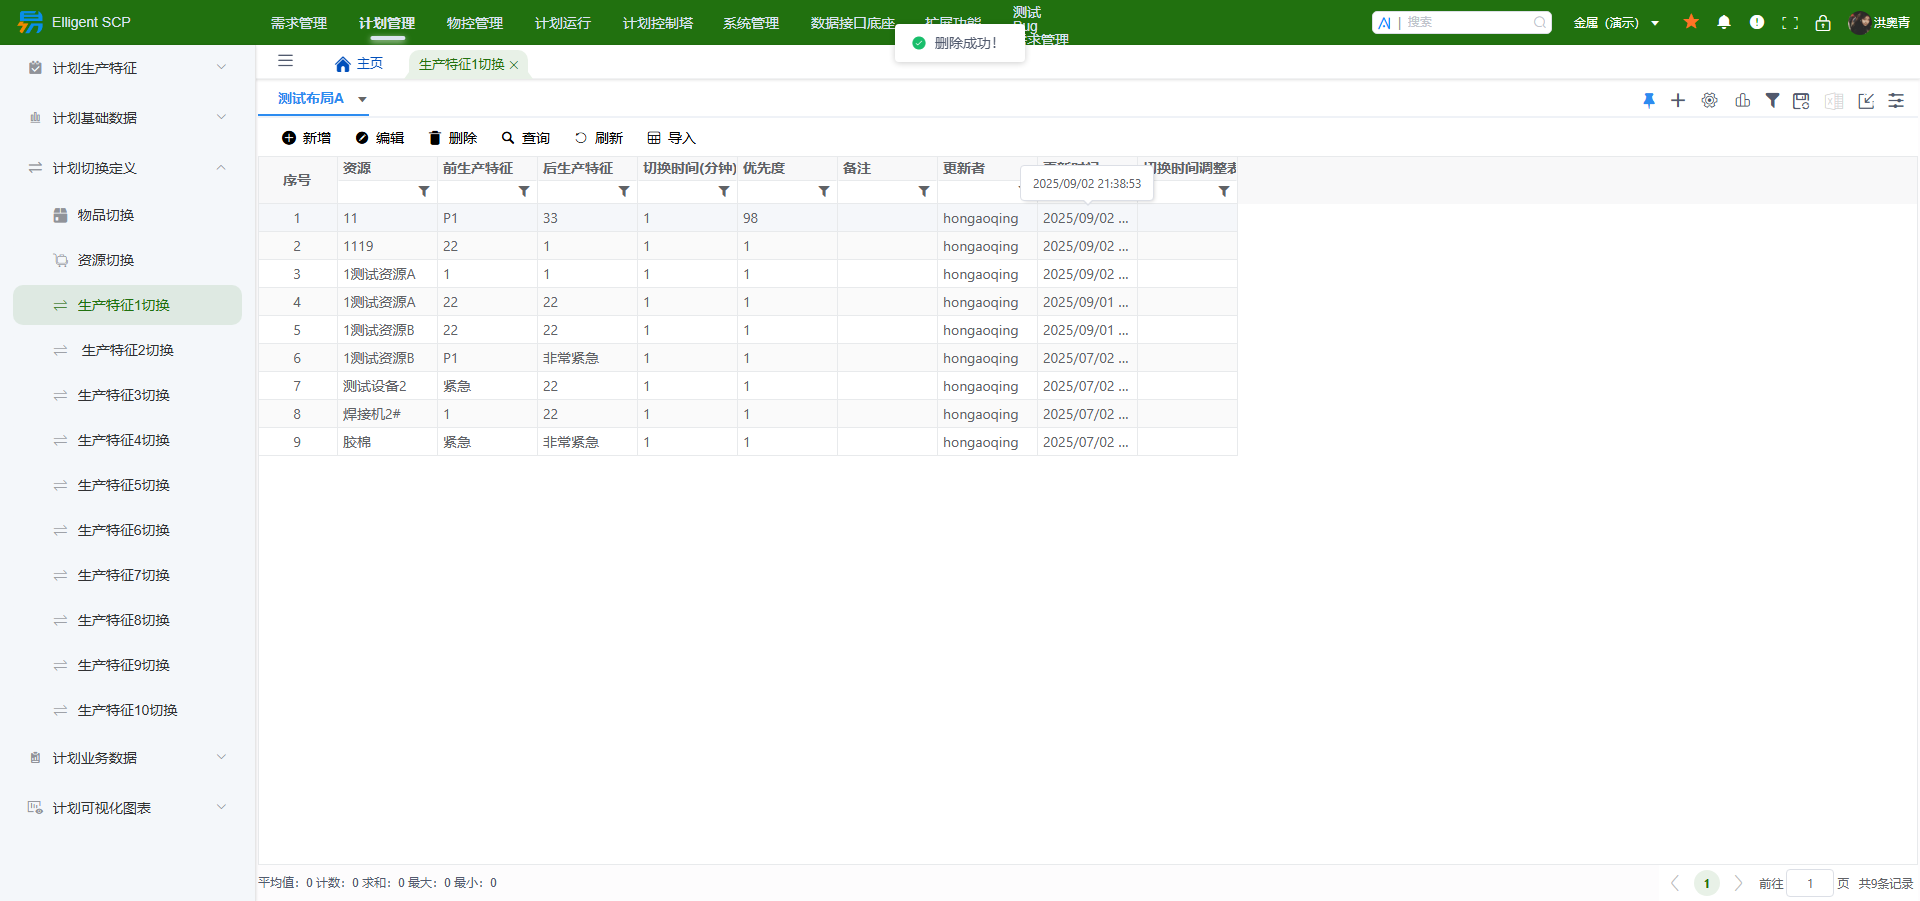 Elligent SCP
需求管理
计划管理
物控管理
计划运行
计划控制塔
系统管理
数据接口底座
扩展功能
测试
删除成功！
搜索
金属（演示）
洪奥青
计划生产特征
计划基础数据
计划切换定义
物品切换
资源切换
生产特征1切换
生产特征2切换
生产特征3切换
生产特征4切换
生产特征5切换
生产特征6切换
生产特征7切换
生产特征8切换
生产特征9切换
生产特征10切换
计划业务数据
计划可视化图表
主页
生产特征1切换
测试布局A
新增 编辑 删除 查询 刷新 导入
序号 资源 前生产特征 后生产特征 切换时间(分钟) 优先度 备注 更新者 更新时间 切换时间调整表
2025/09/02 21:38:53
1 11 P1 33 1 98 hongaoqing 2025/09/02 ...
2 1119 22 1 1 1 hongaoqing 2025/09/02 ...
3 1测试资源A 1 1 1 1 hongaoqing 2025/09/02 ...
4 1测试资源A 22 22 1 1 hongaoqing 2025/09/01 ...
5 1测试资源B 22 22 1 1 hongaoqing 2025/09/01 ...
6 1测试资源B P1 非常紧急 1 1 hongaoqing 2025/07/02 ...
7 测试设备2 紧急 22 1 1 hongaoqing 2025/07/02 ...
8 焊接机2# 1 22 1 1 hongaoqing 2025/07/02 ...
9 胶棉 紧急 非常紧急 1 1 hongaoqing 2025/07/02 ...
平均值：0 计数：0 求和：0 最大：0 最小：0
1
前往 1 页 共9条记录